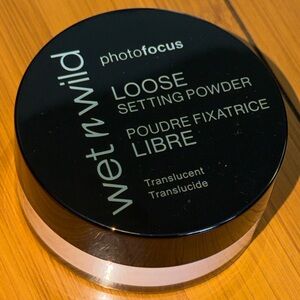 wet n wild
photofocus
LOOSE
SETTING POWDER
POUDRE FIXATRICE
LIBRE
Translucent
Translucide